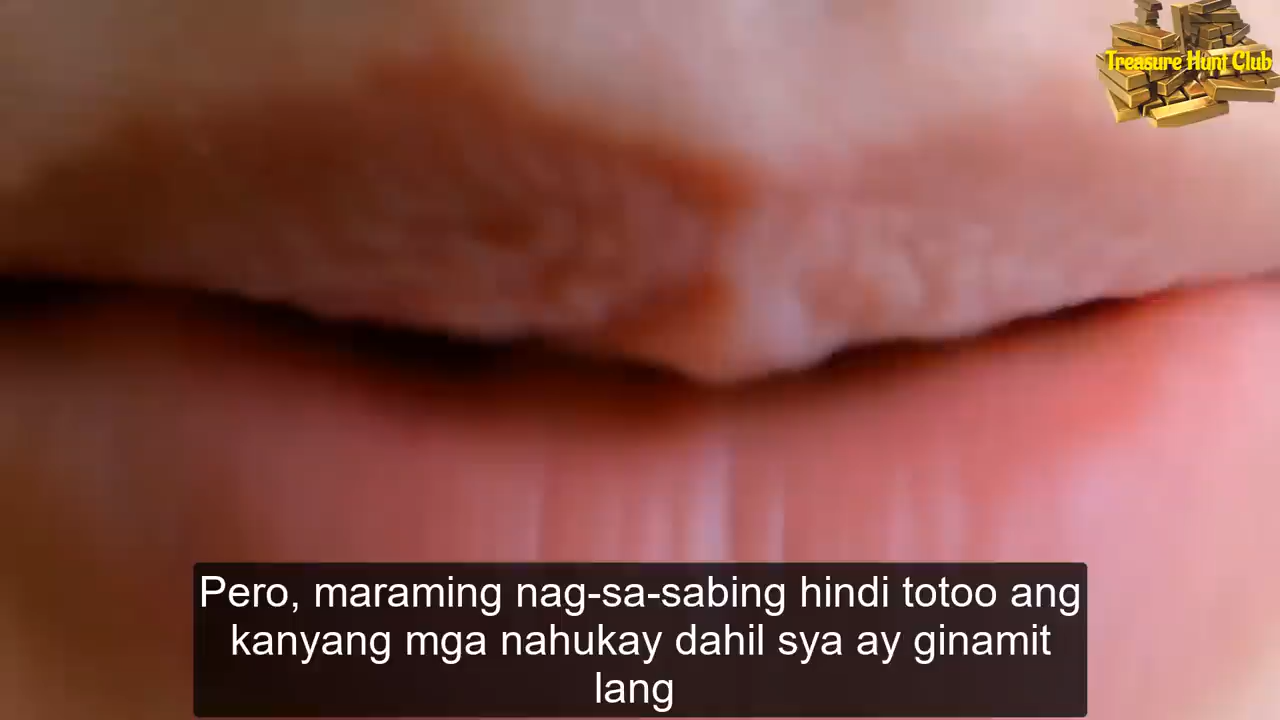 Treasure Hunt Club
Pero, maraming nag-sa-sabing hindi totoo ang
kanyang mga nahukay dahil sya ay ginamit
lang